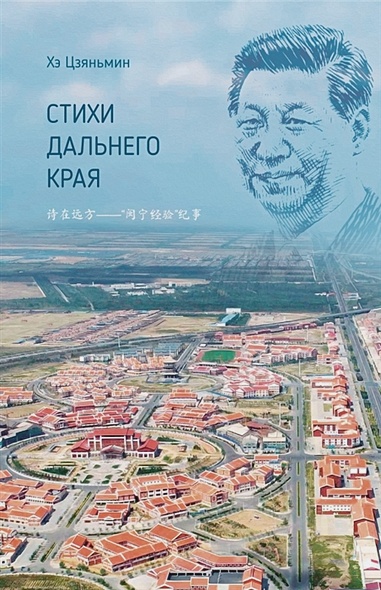 Хэ Цзяньмин
СТИХИ
ДАЛЬНЕГО
КРАЯ
诗在远方——“闽宁经验”纪事